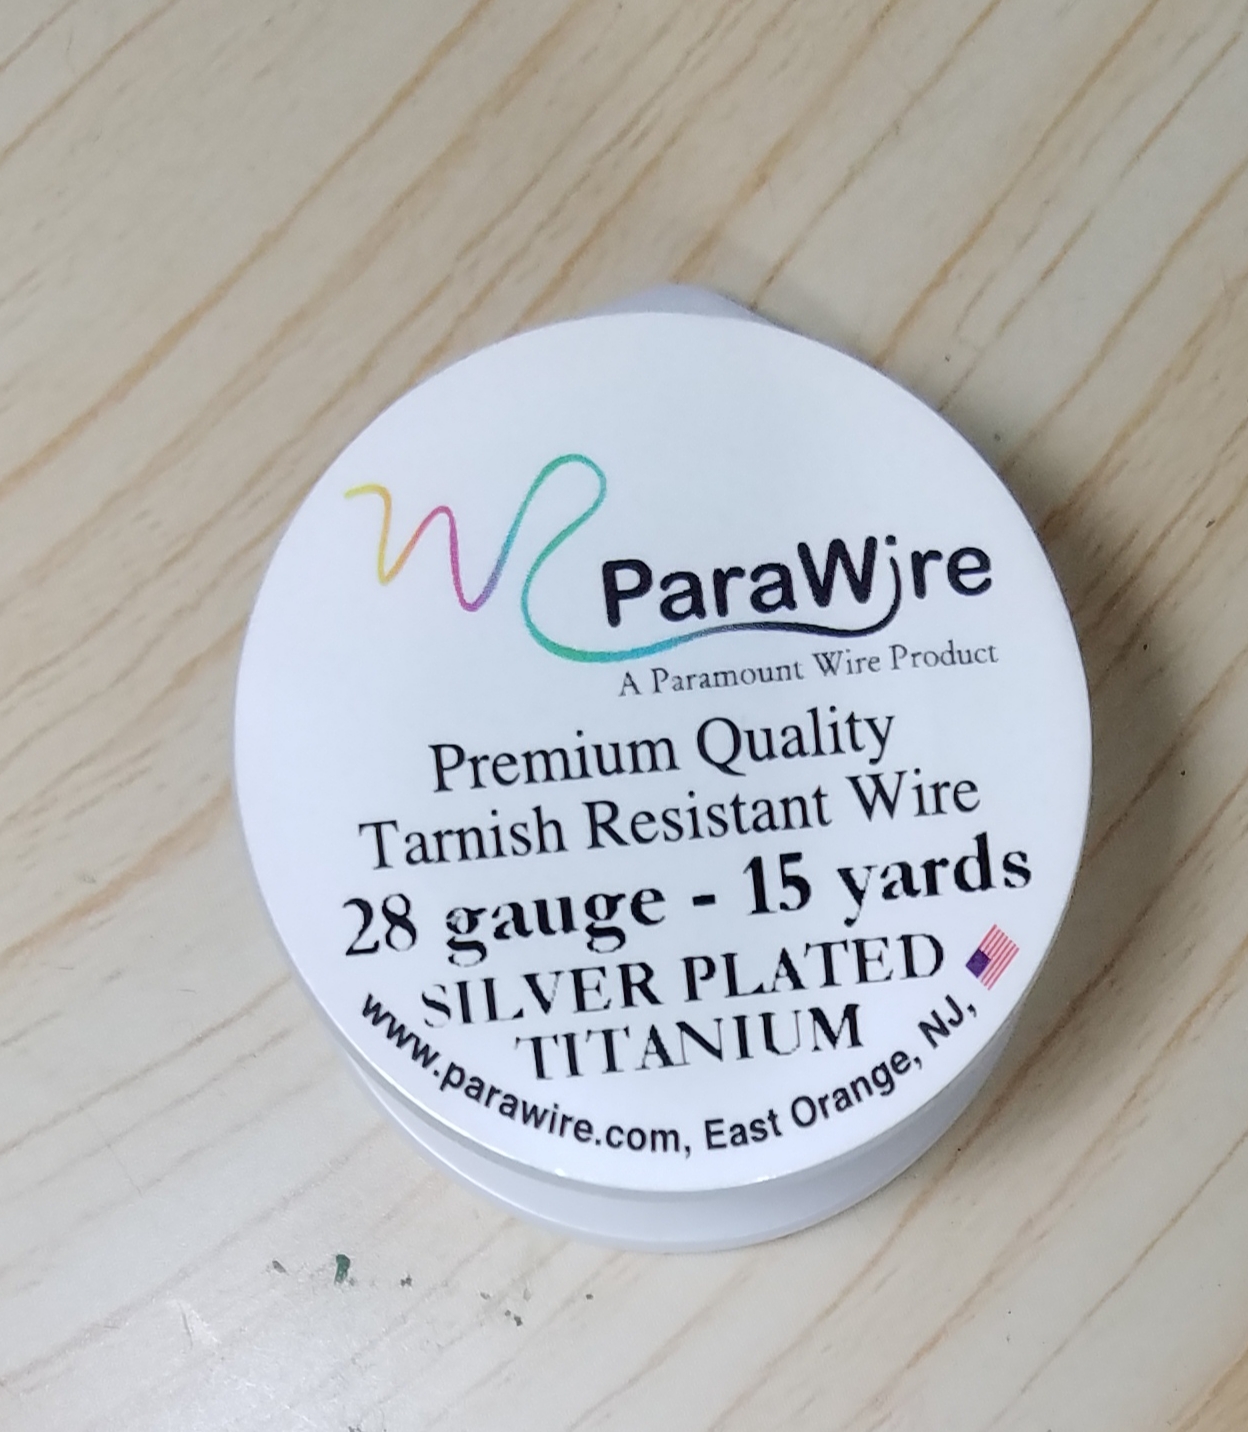 ParaWire
A Paramount Wire Product
Premium Quality
Tarnish Resistant Wire
28 gauge - 15 yards
SILVER PLATED
TITANIUM
www.parawire.com, East Orange, NJ,